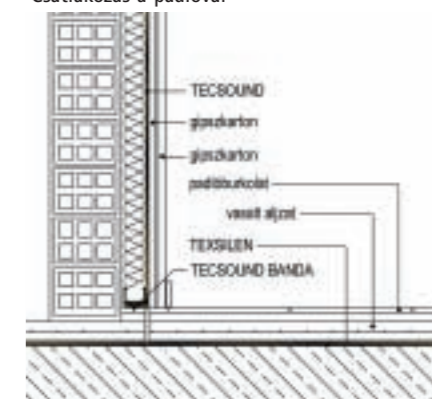 Csatlakozás a padlóval
TECSOUND
gipszkarton
gipszkarton
padlóburkolat
vasalt aljzat
TEXSILEN
TECSOUND BANDA